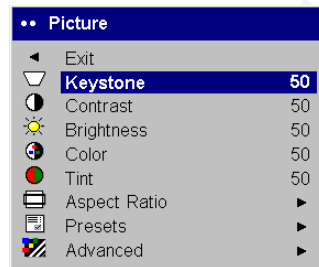 Picture
Exit
Keystone 50
Contrast 50
Brightness 50
Color 50
Tint 50
Aspect Ratio
Presets
Advanced